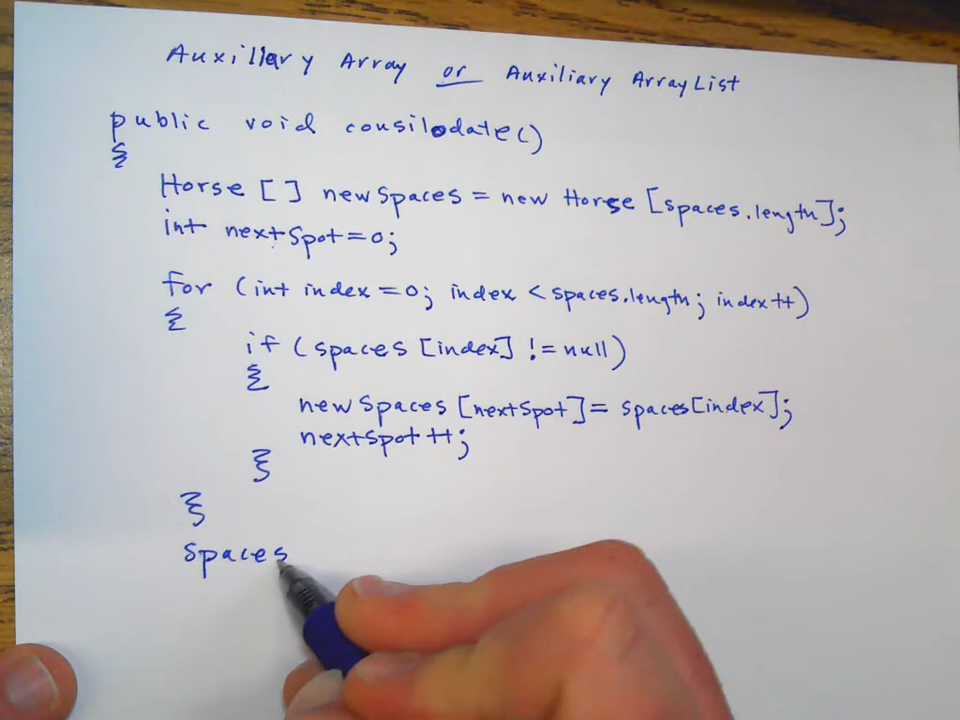 Auxillary Array or Auxiliary ArrayList
public void consilodate()
{
Horse [] newSpaces = new Horse [spaces.length];
int nextSpot=0;
for (int index =0; index <spaces.length; index++)
{
if (spaces [index] != null)
{
newSpaces [nextSpot]= spaces[index];
nextSpot++;
}
}
spaces